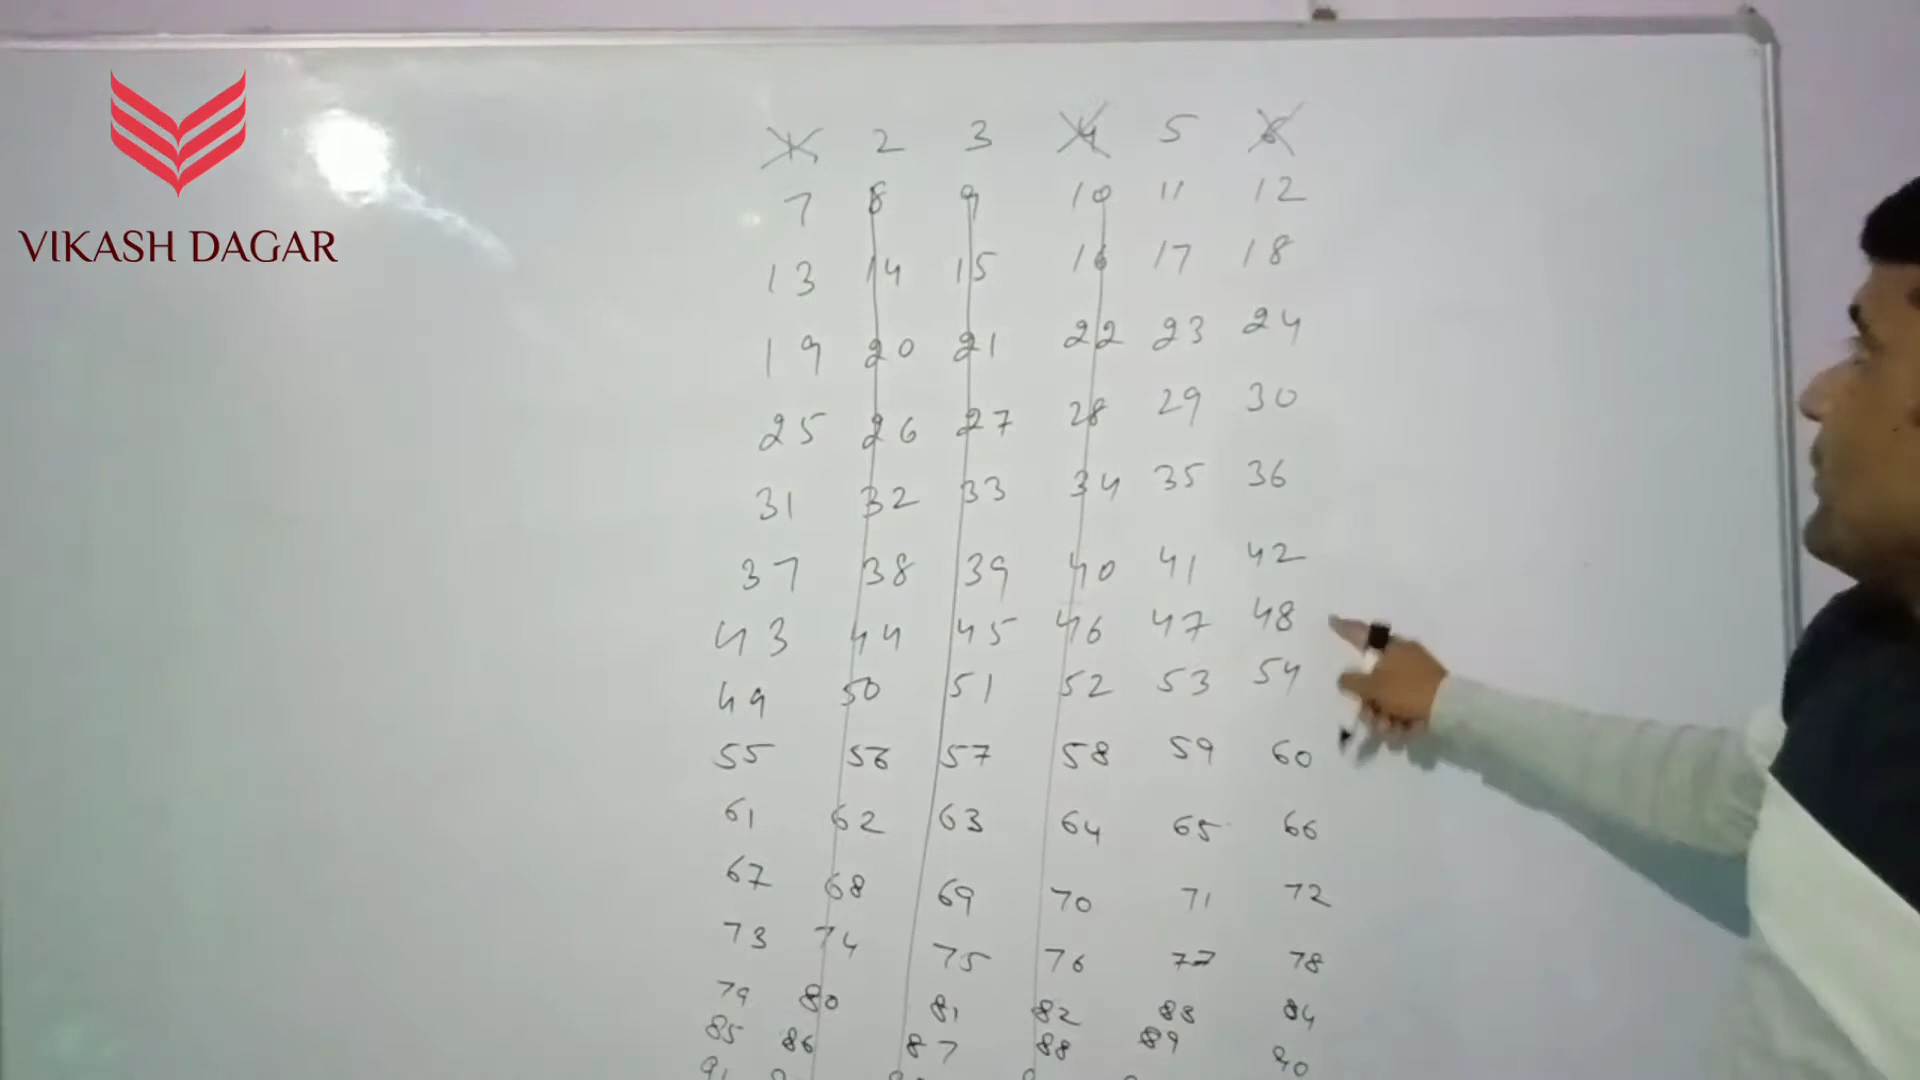 VIKASH DAGAR
1 2 3 4 5 6
7 8 9 10 11 12
13 14 15 16 17 18
19 20 21 22 23 24
25 26 27 28 29 30
31 32 33 34 35 36
37 38 39 40 41 42
43 44 45 46 47 48
49 50 51 52 53 54
55 56 57 58 59 60
61 62 63 64 65 66
67 68 69 70 71 72
73 74 75 76 77 78
79 80 81 82 83 84
85 86 87 88 89 90
91